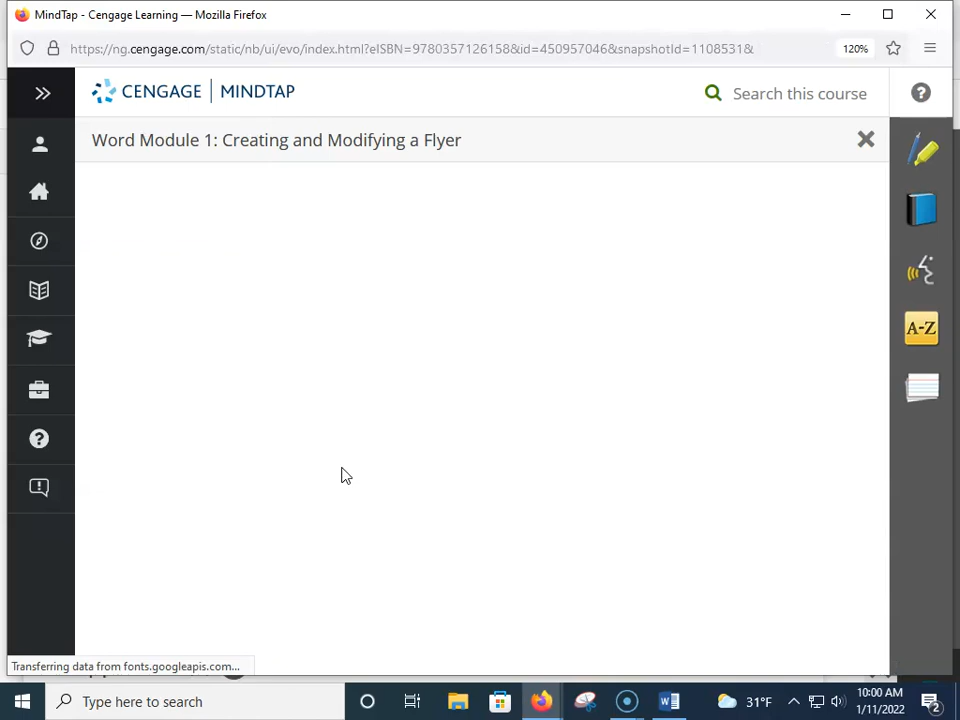 MindTap - Cengage Learning — Mozilla Firefox
https://ng.cengage.com/static/nb/ui/evo/index.html?eISBN=9780357126158&id=450957046&snapshotId=1108531&
120%
CENGAGE | MINDTAP
Search this course
Word Module 1: Creating and Modifying a Flyer
A-Z
Transferring data from fonts.googleapis.com...
Type here to search
31°F
10:00 AM
1/11/2022
2